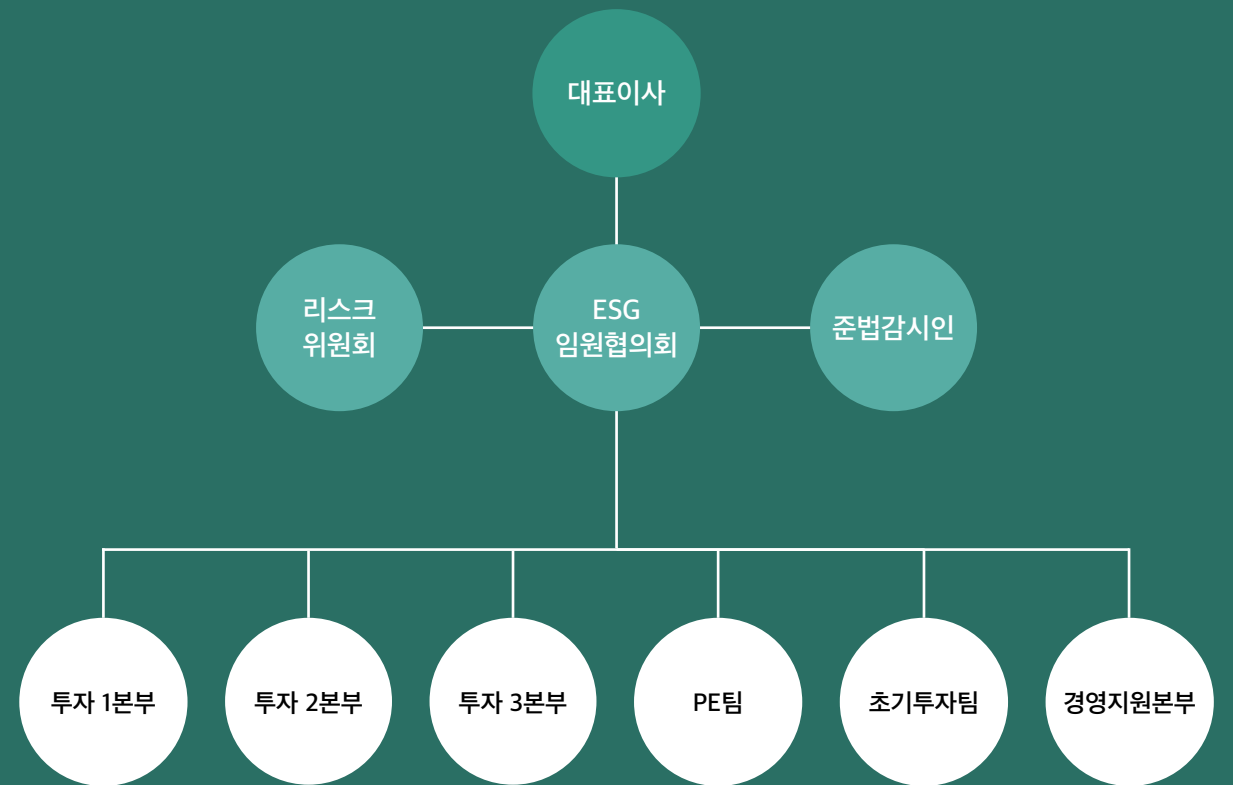 대표이사
리스크
위원회
ESG
임원협의회
준법감시인
투자 1본부
투자 2본부
투자 3본부
PE팀
초기투자팀
경영지원본부